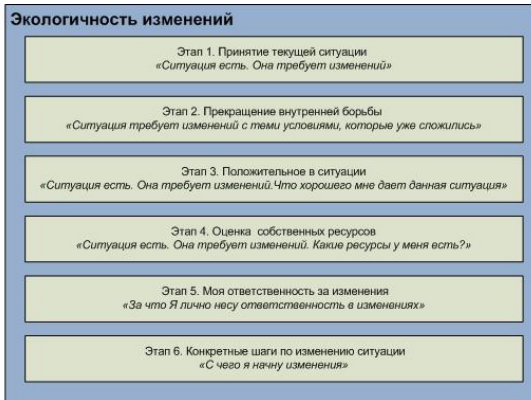 Экологичность изменений
Этап 1. Принятие текущей ситуации
«Ситуация есть. Она требует изменений»
Этап 2. Прекращение внутренней борьбы
«Ситуация требует изменений с теми условиями, которые уже сложились»
Этап 3. Положительное в ситуации
«Ситуация есть. Она требует изменений.Что хорошего мне дает данная ситуация»
Этап 4. Оценка собственных ресурсов
«Ситуация есть. Она требует изменений. Какие ресурсы у меня есть?»
Этап 5. Моя ответственность за изменения
«За что Я лично несу ответственность в изменениях»
Этап 6. Конкретные шаги по изменению ситуации
«С чего я начну изменения»